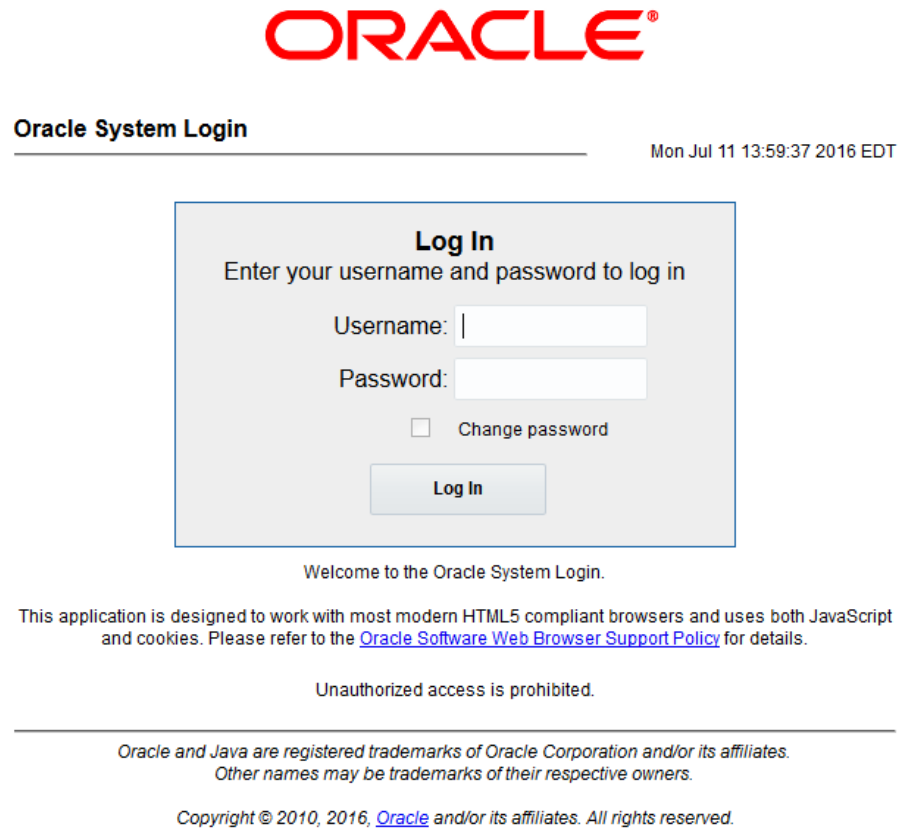 ORACLE®
Oracle System Login
Mon Jul 11 13:59:37 2016 EDT
Log In
Enter your username and password to log in
Username:
Password:
Change password
Log In
Welcome to the Oracle System Login.
This application is designed to work with most modern HTML5 compliant browsers and uses both JavaScript
and cookies. Please refer to the Oracle Software Web Browser Support Policy for details.
Unauthorized access is prohibited.
Oracle and Java are registered trademarks of Oracle Corporation and/or its affiliates.
Other names may be trademarks of their respective owners.
Copyright © 2010, 2016, Oracle and/or its affiliates. All rights reserved.